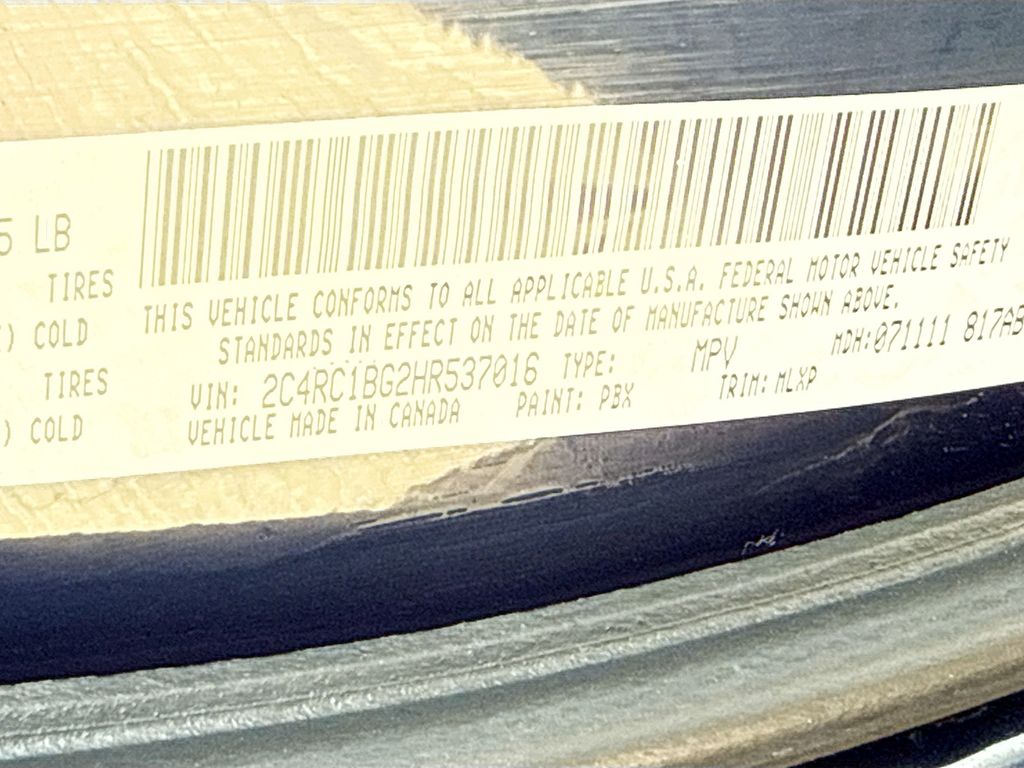 5 LB
TIRES
) COLD
TIRES
) COLD
THIS VEHICLE CONFORMS TO ALL APPLICABLE U.S.A. FEDERAL MOTOR VEHICLE SAFETY
STANDARDS IN EFFECT ON THE DATE OF MANUFACTURE SHOWN ABOVE.
VIN: 2C4RC1BG2HR537016 TYPE: MPV MDH:071111 817AB
VEHICLE MADE IN CANADA PAINT: PBX TRIM: MLXP